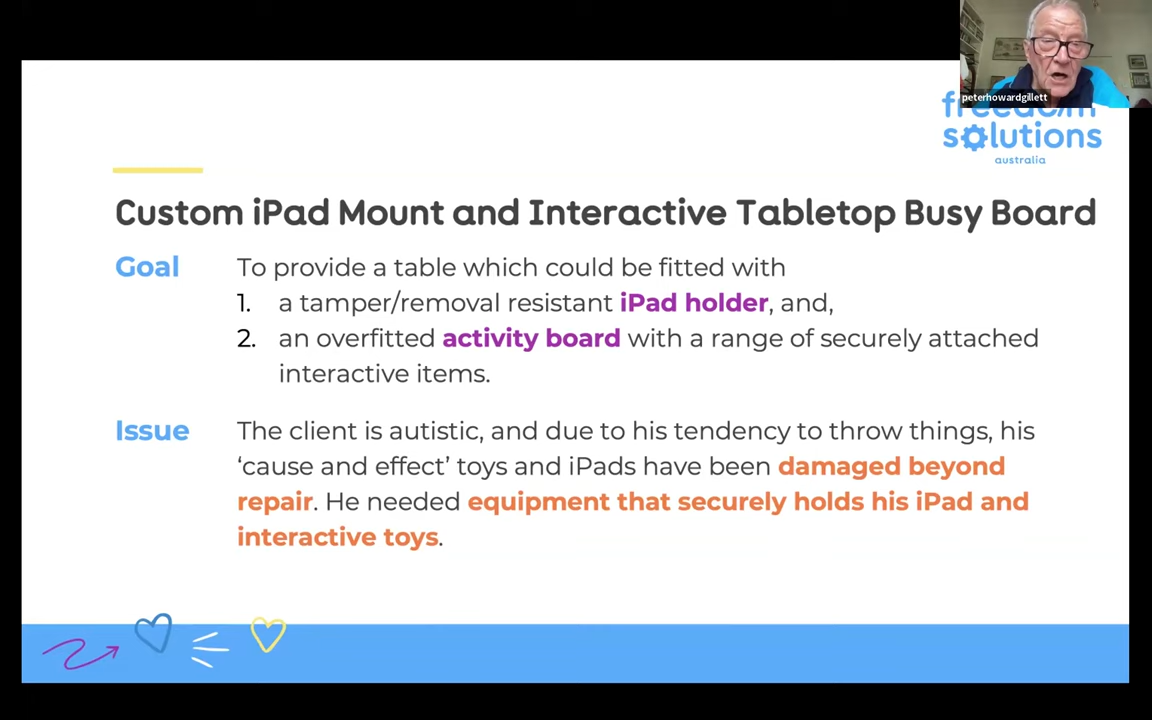 peterhowardgillett
freedom
solutions
australia
Custom iPad Mount and Interactive Tabletop Busy Board
Goal
To provide a table which could be fitted with
1. a tamper/removal resistant iPad holder, and,
2. an overfitted activity board with a range of securely attached
interactive items.
Issue
The client is autistic, and due to his tendency to throw things, his
‘cause and effect’ toys and iPads have been damaged beyond
repair. He needed equipment that securely holds his iPad and
interactive toys.